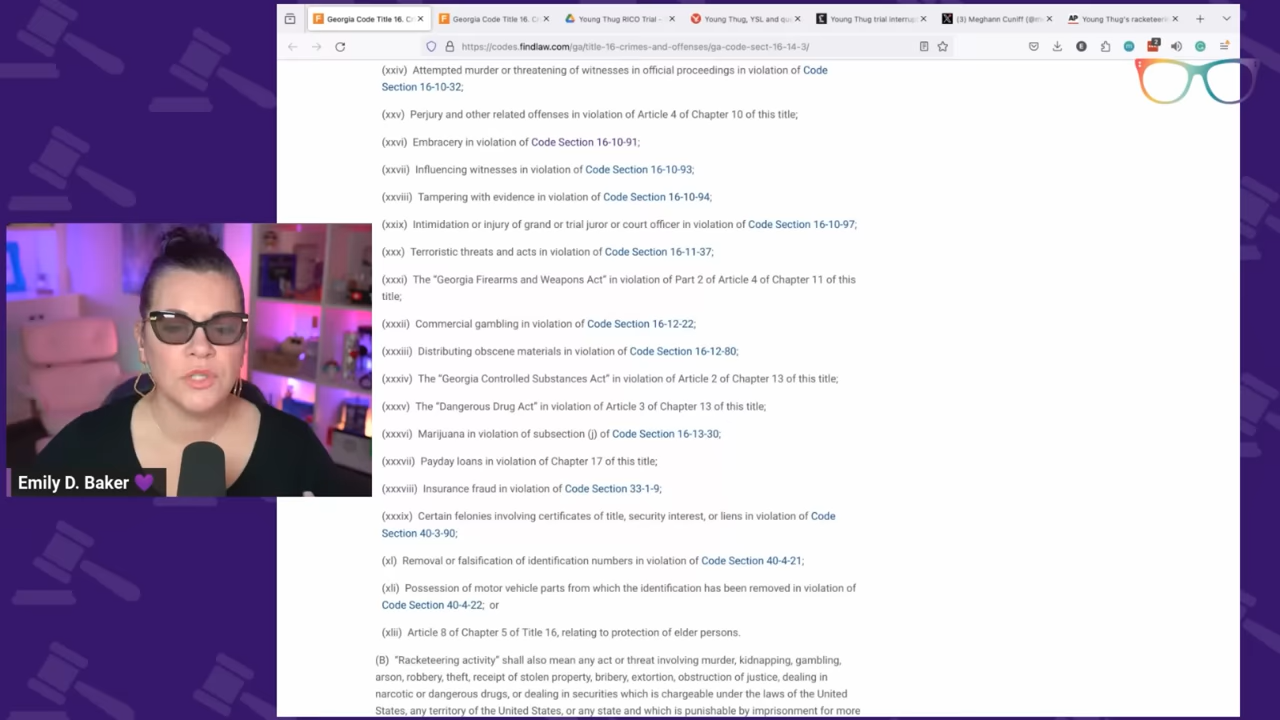 Georgia Code Title 16. C
Georgia Code Title 16. C
Young Thug RICO Trial -
Young Thug, YSL and
Young Thug trial
(3) Meghann Cuniff
AP Young Thug's racketeeri
https://codes.findlaw.com/ga/title-16-crimes-and-offenses/ga-code-sect-16-14-3/
2
(xxiv) Attempted murder or threatening of witnesses in official proceedings in violation of Code
Section 16-10-32;
(xxv) Perjury and other related offenses in violation of Article 4 of Chapter 10 of this title;
(xxvi) Embracery in violation of Code Section 16-10-91;
(xxvii) Influencing witnesses in violation of Code Section 16-10-93;
(xxviii) Tampering with evidence in violation of Code Section 16-10-94;
(xxix) Intimidation or injury of grand or trial juror or court officer in violation of Code Section 16-10-97;
(xxx) Terroristic threats and acts in violation of Code Section 16-11-37;
(xxxi) The “Georgia Firearms and Weapons Act” in violation of Part 2 of Article 4 of Chapter 11 of this
title;
(xxxii) Commercial gambling in violation of Code Section 16-12-22;
(xxxiii) Distributing obscene materials in violation of Code Section 16-12-80;
(xxxiv) The “Georgia Controlled Substances Act” in violation of Article 2 of Chapter 13 of this title;
(xxxv) The “Dangerous Drug Act” in violation of Article 3 of Chapter 13 of this title;
(xxxvi) Marijuana in violation of subsection (j) of Code Section 16-13-30;
(xxxvii) Payday loans in violation of Chapter 17 of this title;
(xxxviii) Insurance fraud in violation of Code Section 33-1-9;
(xxxix) Certain felonies involving certificates of title, security interest, or liens in violation of Code
Section 40-3-90;
(xl) Removal or falsification of identification numbers in violation of Code Section 40-4-21;
(xli) Possession of motor vehicle parts from which the identification has been removed in violation of
Code Section 40-4-22; or
(xlii) Article 8 of Chapter 5 of Title 16, relating to protection of elder persons.
(B) “Racketeering activity” shall also mean any act or threat involving murder, kidnapping, gambling,
arson, robbery, theft, receipt of stolen property, bribery, extortion, obstruction of justice, dealing in
narcotic or dangerous drugs, or dealing in securities which is chargeable under the laws of the United
States, any territory of the United States, or any state and which is punishable by imprisonment for more
Emily D. Baker